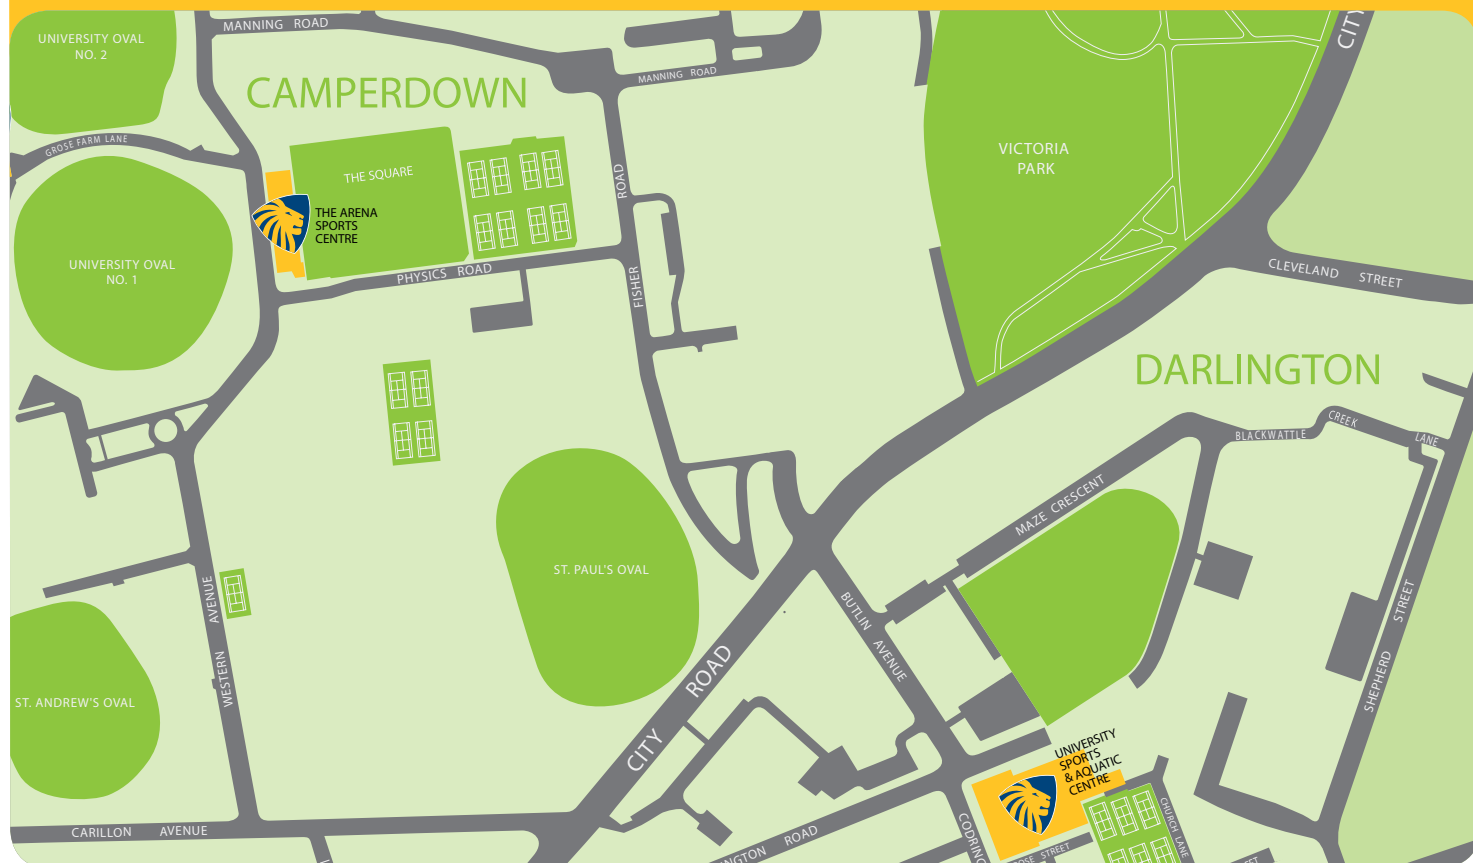 MANNING ROAD
CITY
UNIVERSITY OVAL
NO. 2
CAMPERDOWN
MANNING ROAD
GROSE FARM LANE
VICTORIA
PARK
THE SQUARE
ROAD
THE ARENA
SPORTS
CENTRE
UNIVERSITY OVAL
NO. 1
PHYSICS ROAD
FISHER
CLEVELAND STREET
DARLINGTON
BLACKWATTLE
CREEK
LANE
MAZE CRESCENT
ST. PAUL'S OVAL
WESTERN AVENUE
BUTLIN AVENUE
SHEPHERD STREET
ST. ANDREW'S OVAL
CITY ROAD
UNIVERSITY
SPORTS
& AQUATIC
CENTRE
CARILLON AVENUE
NGTON ROAD
CODRING
OSE STREET
CHURCH LANE